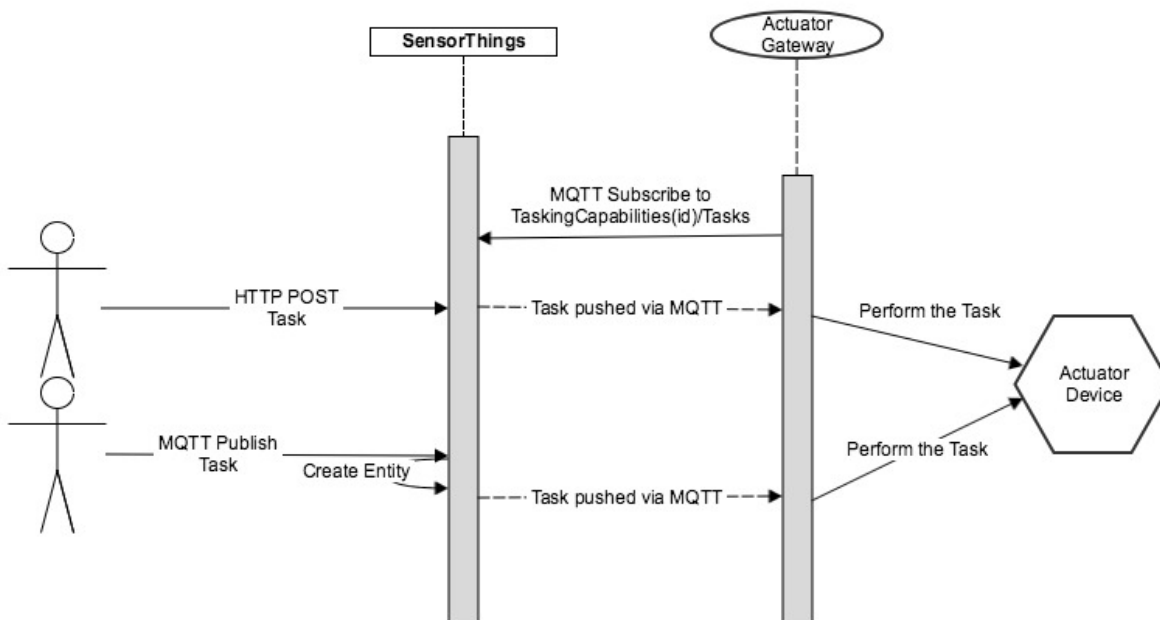 SensorThings
Actuator
Gateway
MQTT Subscribe to
TaskingCapabilities(id)/Tasks
HTTP POST
Task
Task pushed via MQTT
Perform the Task
Actuator
Device
MQTT Publish
Task
Create Entity
Perform the Task
Task pushed via MQTT